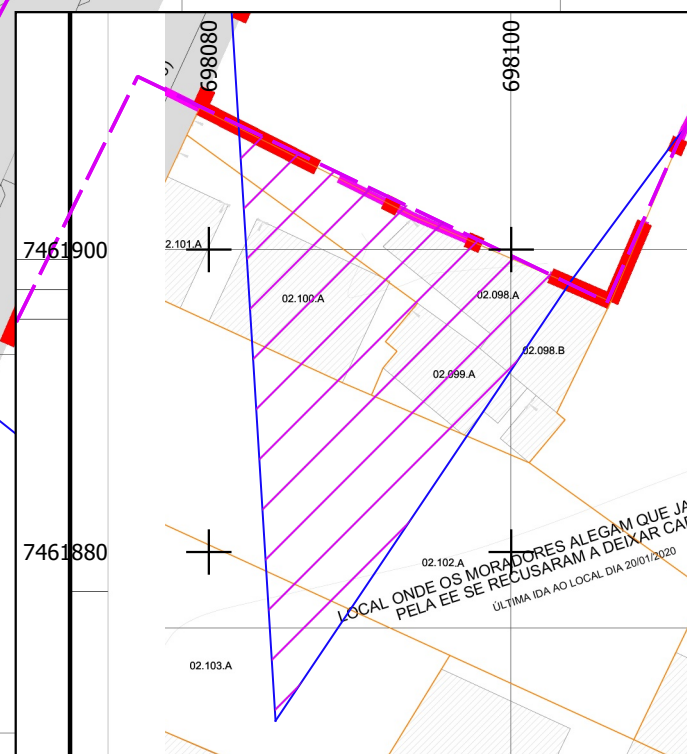 698080
698100
7461900
2.101.A
02.100.A
02.098.A
02.098.B
02.099.A
7461880
02.102.A
LOCAL ONDE OS MORADORES ALEGAM QUE JA
PELA EE SE RECUSARAM A DEIXAR CA
ÚLTIMA IDA AO LOCAL DIA 20/01/2020
02.103.A